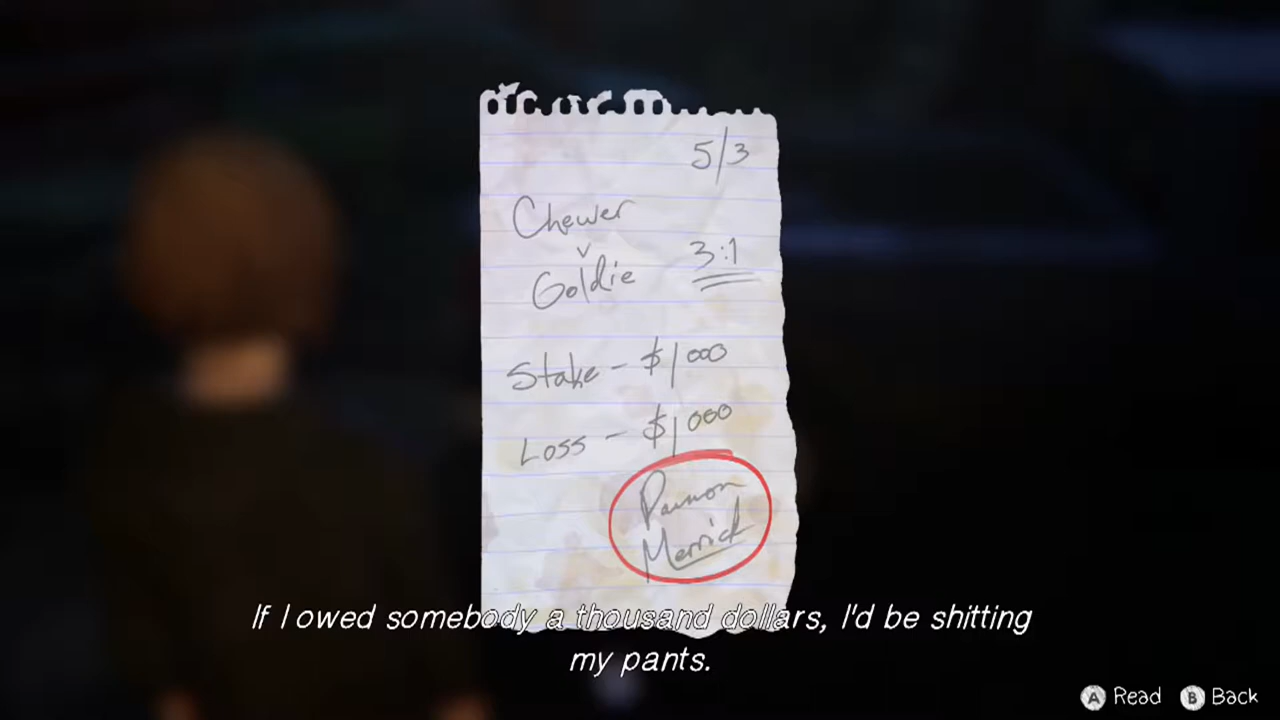 5/3
Chewer
v
Goldie 3:1
Stake - $1000
Loss - $1000
Damon
Merrick
If I owed somebody a thousand dollars, I'd be shitting
my pants.
A Read B Back